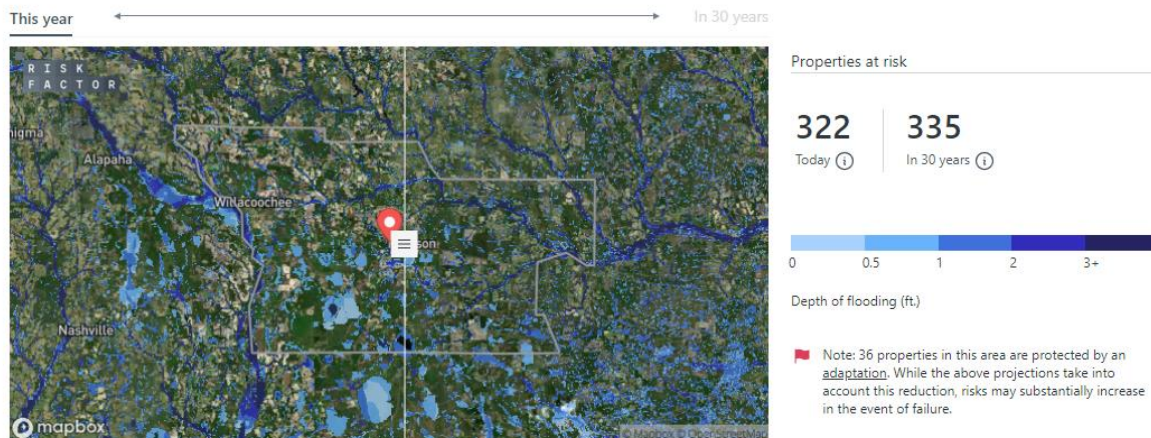 This year
In 30 years
RISK
FACTOR
nigma
Alapaha
Willacoochee
son
Nashville
mapbox
© Mapbox © OpenStreetMap
Properties at risk
322
335
Today
In 30 years
0 0.5 1 2 3+
Depth of flooding (ft.)
Note: 36 properties in this area are protected by an
adaptation. While the above projections take into
account this reduction, risks may substantially increase
in the event of failure.